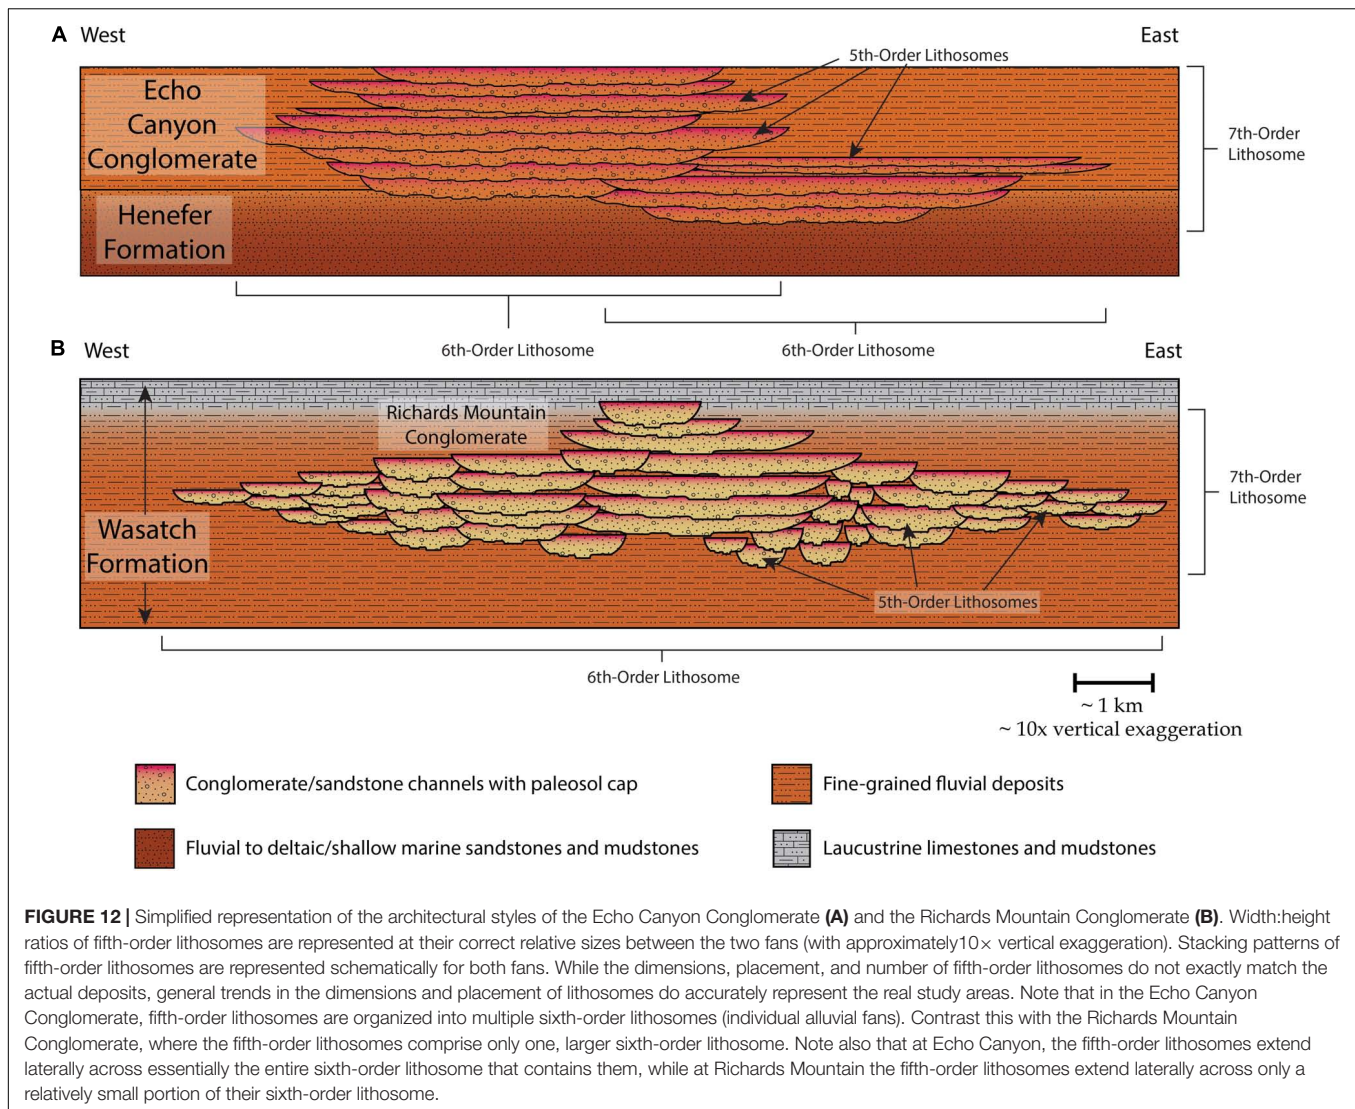 A West East
5th-Order Lithosomes
Echo
Canyon
Conglomerate
7th-Order
Lithosome
Henefer
Formation
6th-Order Lithosome 6th-Order Lithosome
B West East
Richards Mountain
Conglomerate
7th-Order
Lithosome
Wasatch
Formation
5th-Order Lithosomes
6th-Order Lithosome
~ 1 km
~ 10x vertical exaggeration
Conglomerate/sandstone channels with paleosol cap
Fine-grained fluvial deposits
Fluvial to deltaic/shallow marine sandstones and mudstones
Laucustrine limestones and mudstones
FIGURE 12 | Simplified representation of the architectural styles of the Echo Canyon Conglomerate (A) and the Richards Mountain Conglomerate (B). Width:height
ratios of fifth-order lithosomes are represented at their correct relative sizes between the two fans (with approximately10× vertical exaggeration). Stacking patterns of
fifth-order lithosomes are represented schematically for both fans. While the dimensions, placement, and number of fifth-order lithosomes do not exactly match the
actual deposits, general trends in the dimensions and placement of lithosomes do accurately represent the real study areas. Note that in the Echo Canyon
Conglomerate, fifth-order lithosomes are organized into multiple sixth-order lithosomes (individual alluvial fans). Contrast this with the Richards Mountain
Conglomerate, where the fifth-order lithosomes comprise only one, larger sixth-order lithosome. Note also that at Echo Canyon, the fifth-order lithosomes extend
laterally across essentially the entire sixth-order lithosome that contains them, while at Richards Mountain the fifth-order lithosomes extend laterally across only a
relatively small portion of their sixth-order lithosome.